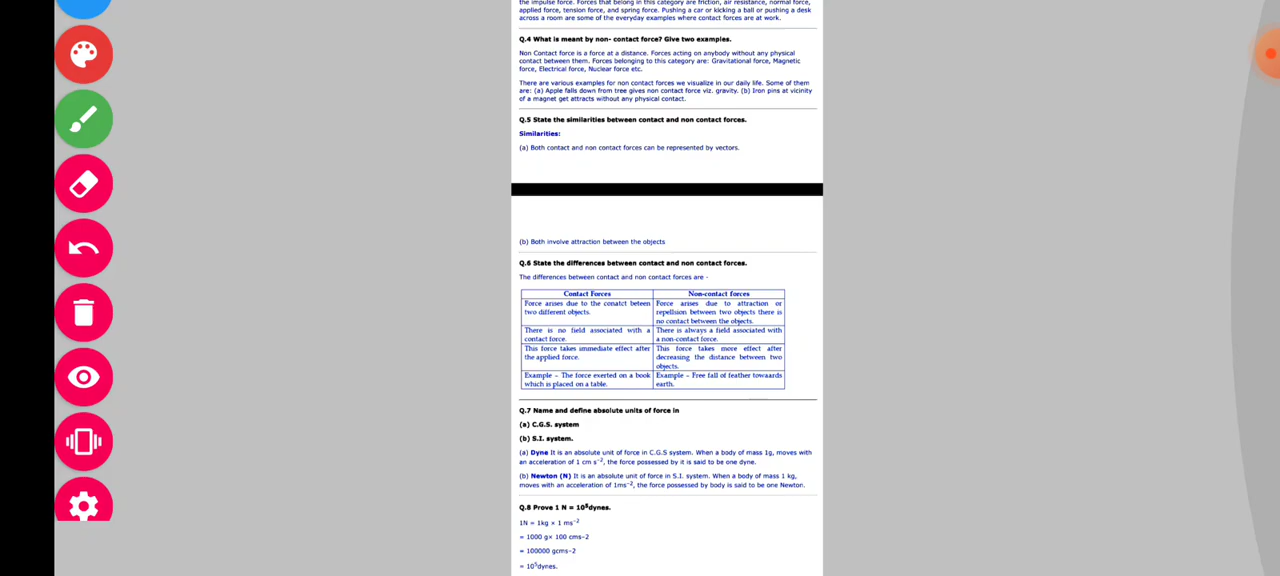 the impulse force. Forces that belong in this category are friction, air resistance, normal force,
applied force, tension force, and spring force. Pushing a car or kicking a ball or pushing a desk
across a room are some of the everyday examples where contact forces are at work.
Q.4 What is meant by non- contact force? Give two examples.
Non Contact force is a force at a distance. Forces acting on anybody without any physical
contact between them. Forces belonging to this category are: Gravitational force, Magnetic
force, Electrical force, Nuclear force etc.
There are various examples for non contact forces we visualize in our daily life. Some of them
are: (a) Apple falls down from tree gives non contact force viz. gravity. (b) Iron pins at vicinity
of a magnet get attracts without any physical contact.
Q.5 State the similarities between contact and non contact forces.
Similarities:
(a) Both contact and non contact forces can be represented by vectors.
(b) Both involve attraction between the objects
Q.6 State the differences between contact and non contact forces.
The differences between contact and non contact forces are -
Contact Forces
Force arises due to the conatct beteen
two different objects.
Non-contact forces
Force arises due to attraction or
repellsion between two objects there is
no contact between the objects.
There is no field associated with a
contact force.
There is always a field associated with
a non-contact force.
This force takes immediate effect after
the applied force.
This force takes more effect after
decreasing the distance between two
objects.
Example – The force exerted on a book
which is placed on a table.
Example – Free fall of feather towaards
earth.
Q.7 Name and define absolute units of force in
(a) C.G.S. system
(b) S.I. system.
(a) Dyne It is an absolute unit of force in C.G.S system. When a body of mass 1g, moves with
an acceleration of 1 cm s⁻², the force possessed by it is said to be one dyne.
(b) Newton (N) It is an absolute unit of force in S.I. system. When a body of mass 1 kg,
moves with an acceleration of 1ms⁻², the force possessed by body is said to be one Newton.
Q.8 Prove 1 N = 10⁵dynes.
1N = 1kg × 1 ms⁻²
= 1000 gx 100 cms-2
= 100000 gcms-2
= 10⁵dynes.